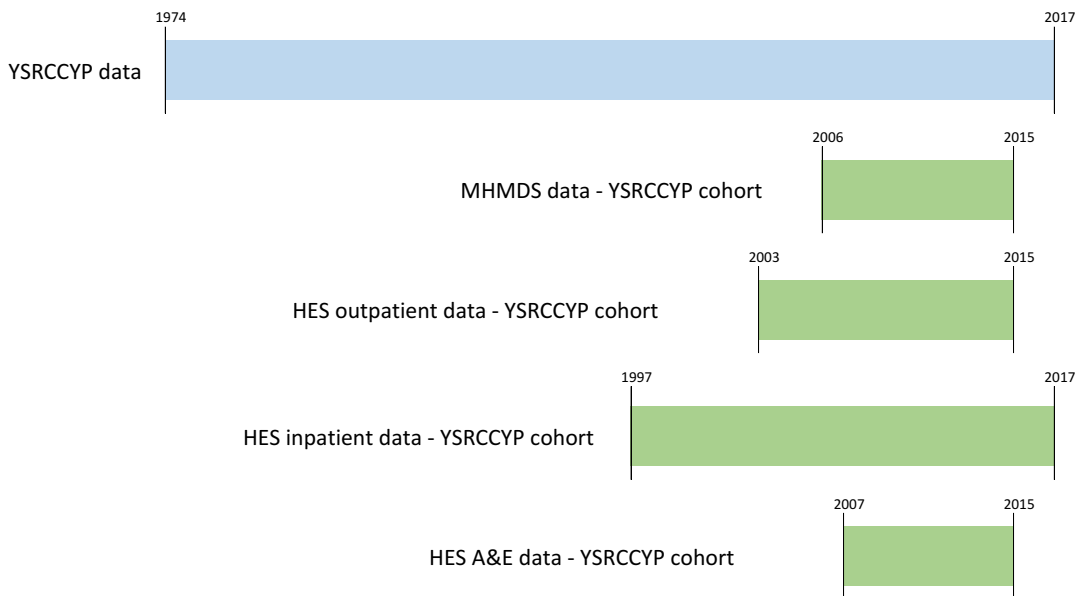 1974 2017
YSRCCYP data
2006 2015
MHMDS data - YSRCCYP cohort
2003 2015
HES outpatient data - YSRCCYP cohort
1997 2017
HES inpatient data - YSRCCYP cohort
2007 2015
HES A&E data - YSRCCYP cohort